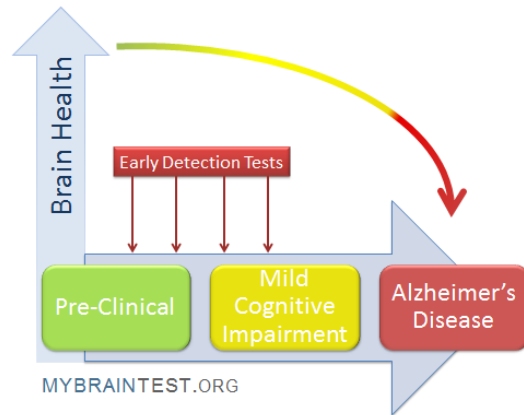 Brain Health
Early Detection Tests
Pre-Clinical
Mild
Cognitive
Impairment
Alzheimer's
Disease
MYBRAINTEST.ORG